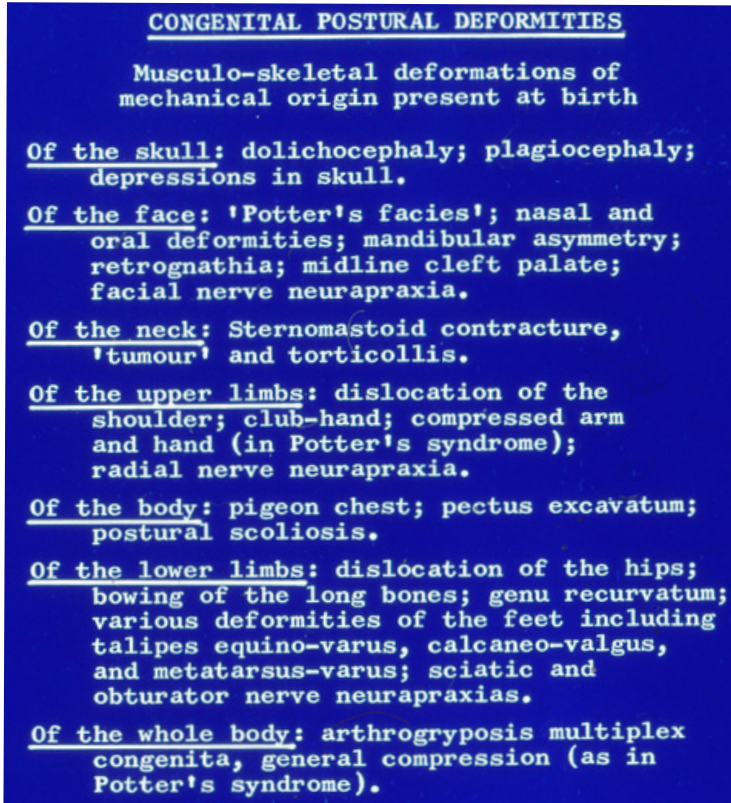 CONGENITAL POSTURAL DEFORMITIES
Musculo-skeletal deformations of
mechanical origin present at birth
Of the skull: dolichocephaly; plagiocephaly;
depressions in skull.
Of the face: 'Potter's facies'; nasal and
oral deformities; mandibular asymmetry;
retrognathia; midline cleft palate;
facial nerve neurapraxia.
Of the neck: Sternomastoid contracture,
'tumour' and torticollis.
Of the upper limbs: dislocation of the
shoulder; club-hand; compressed arm
and hand (in Potter's syndrome);
radial nerve neurapraxia.
Of the body: pigeon chest; pectus excavatum;
postural scoliosis.
Of the lower limbs: dislocation of the hips;
bowing of the long bones; genu recurvatum;
various deformities of the feet including
talipes equino-varus, calcaneo-valgus,
and metatarsus-varus; sciatic and
obturator nerve neurapraxias.
Of the whole body: arthrogryposis multiplex
congenita, general compression (as in
Potter's syndrome).